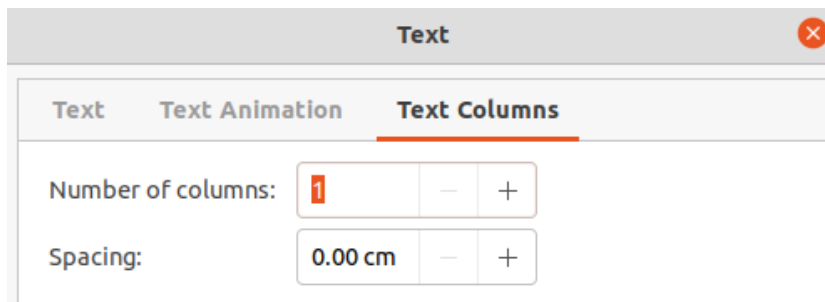 Text
Text Text Animation Text Columns
Number of columns: 1 − +
Spacing: 0.00 cm − +